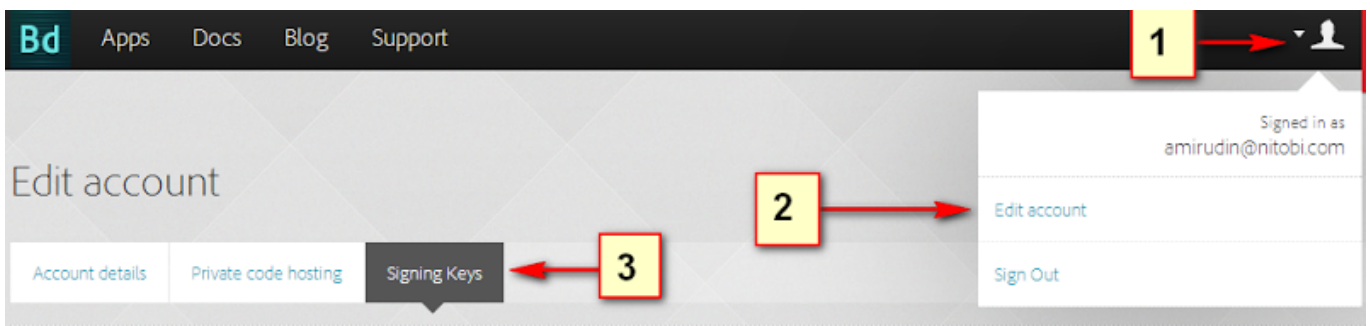 Bd Apps Docs Blog Support 1
Signed in as
amirudin@nitobi.com
Edit account
2 Edit account
Account details Private code hosting Signing Keys 3 Sign Out